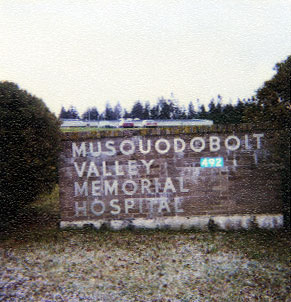 MUSQUODOBOIT
VALLEY 492
MEMORIAL
HOSPITAL